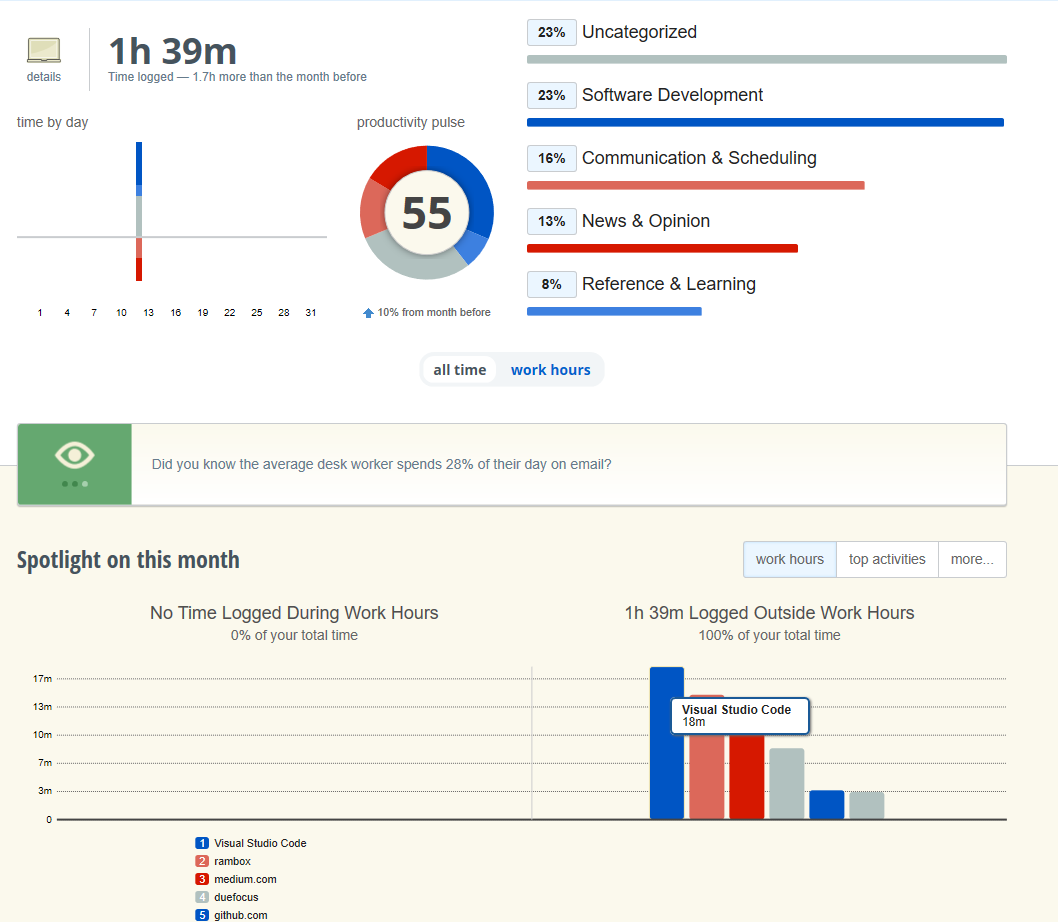 details
1h 39m
Time logged — 1.7h more than the month before
time by day
1 4 7 10 13 16 19 22 25 28 31
productivity pulse
55
10% from month before
23% Uncategorized
23% Software Development
16% Communication & Scheduling
13% News & Opinion
8% Reference & Learning
all time work hours
Did you know the average desk worker spends 28% of their day on email?
Spotlight on this month
work hours top activities more...
No Time Logged During Work Hours
0% of your total time
1h 39m Logged Outside Work Hours
100% of your total time
17m
13m
10m
7m
3m
0
Visual Studio Code
18m
1 Visual Studio Code
2 rambox
3 medium.com
4 duefocus
5 github.com